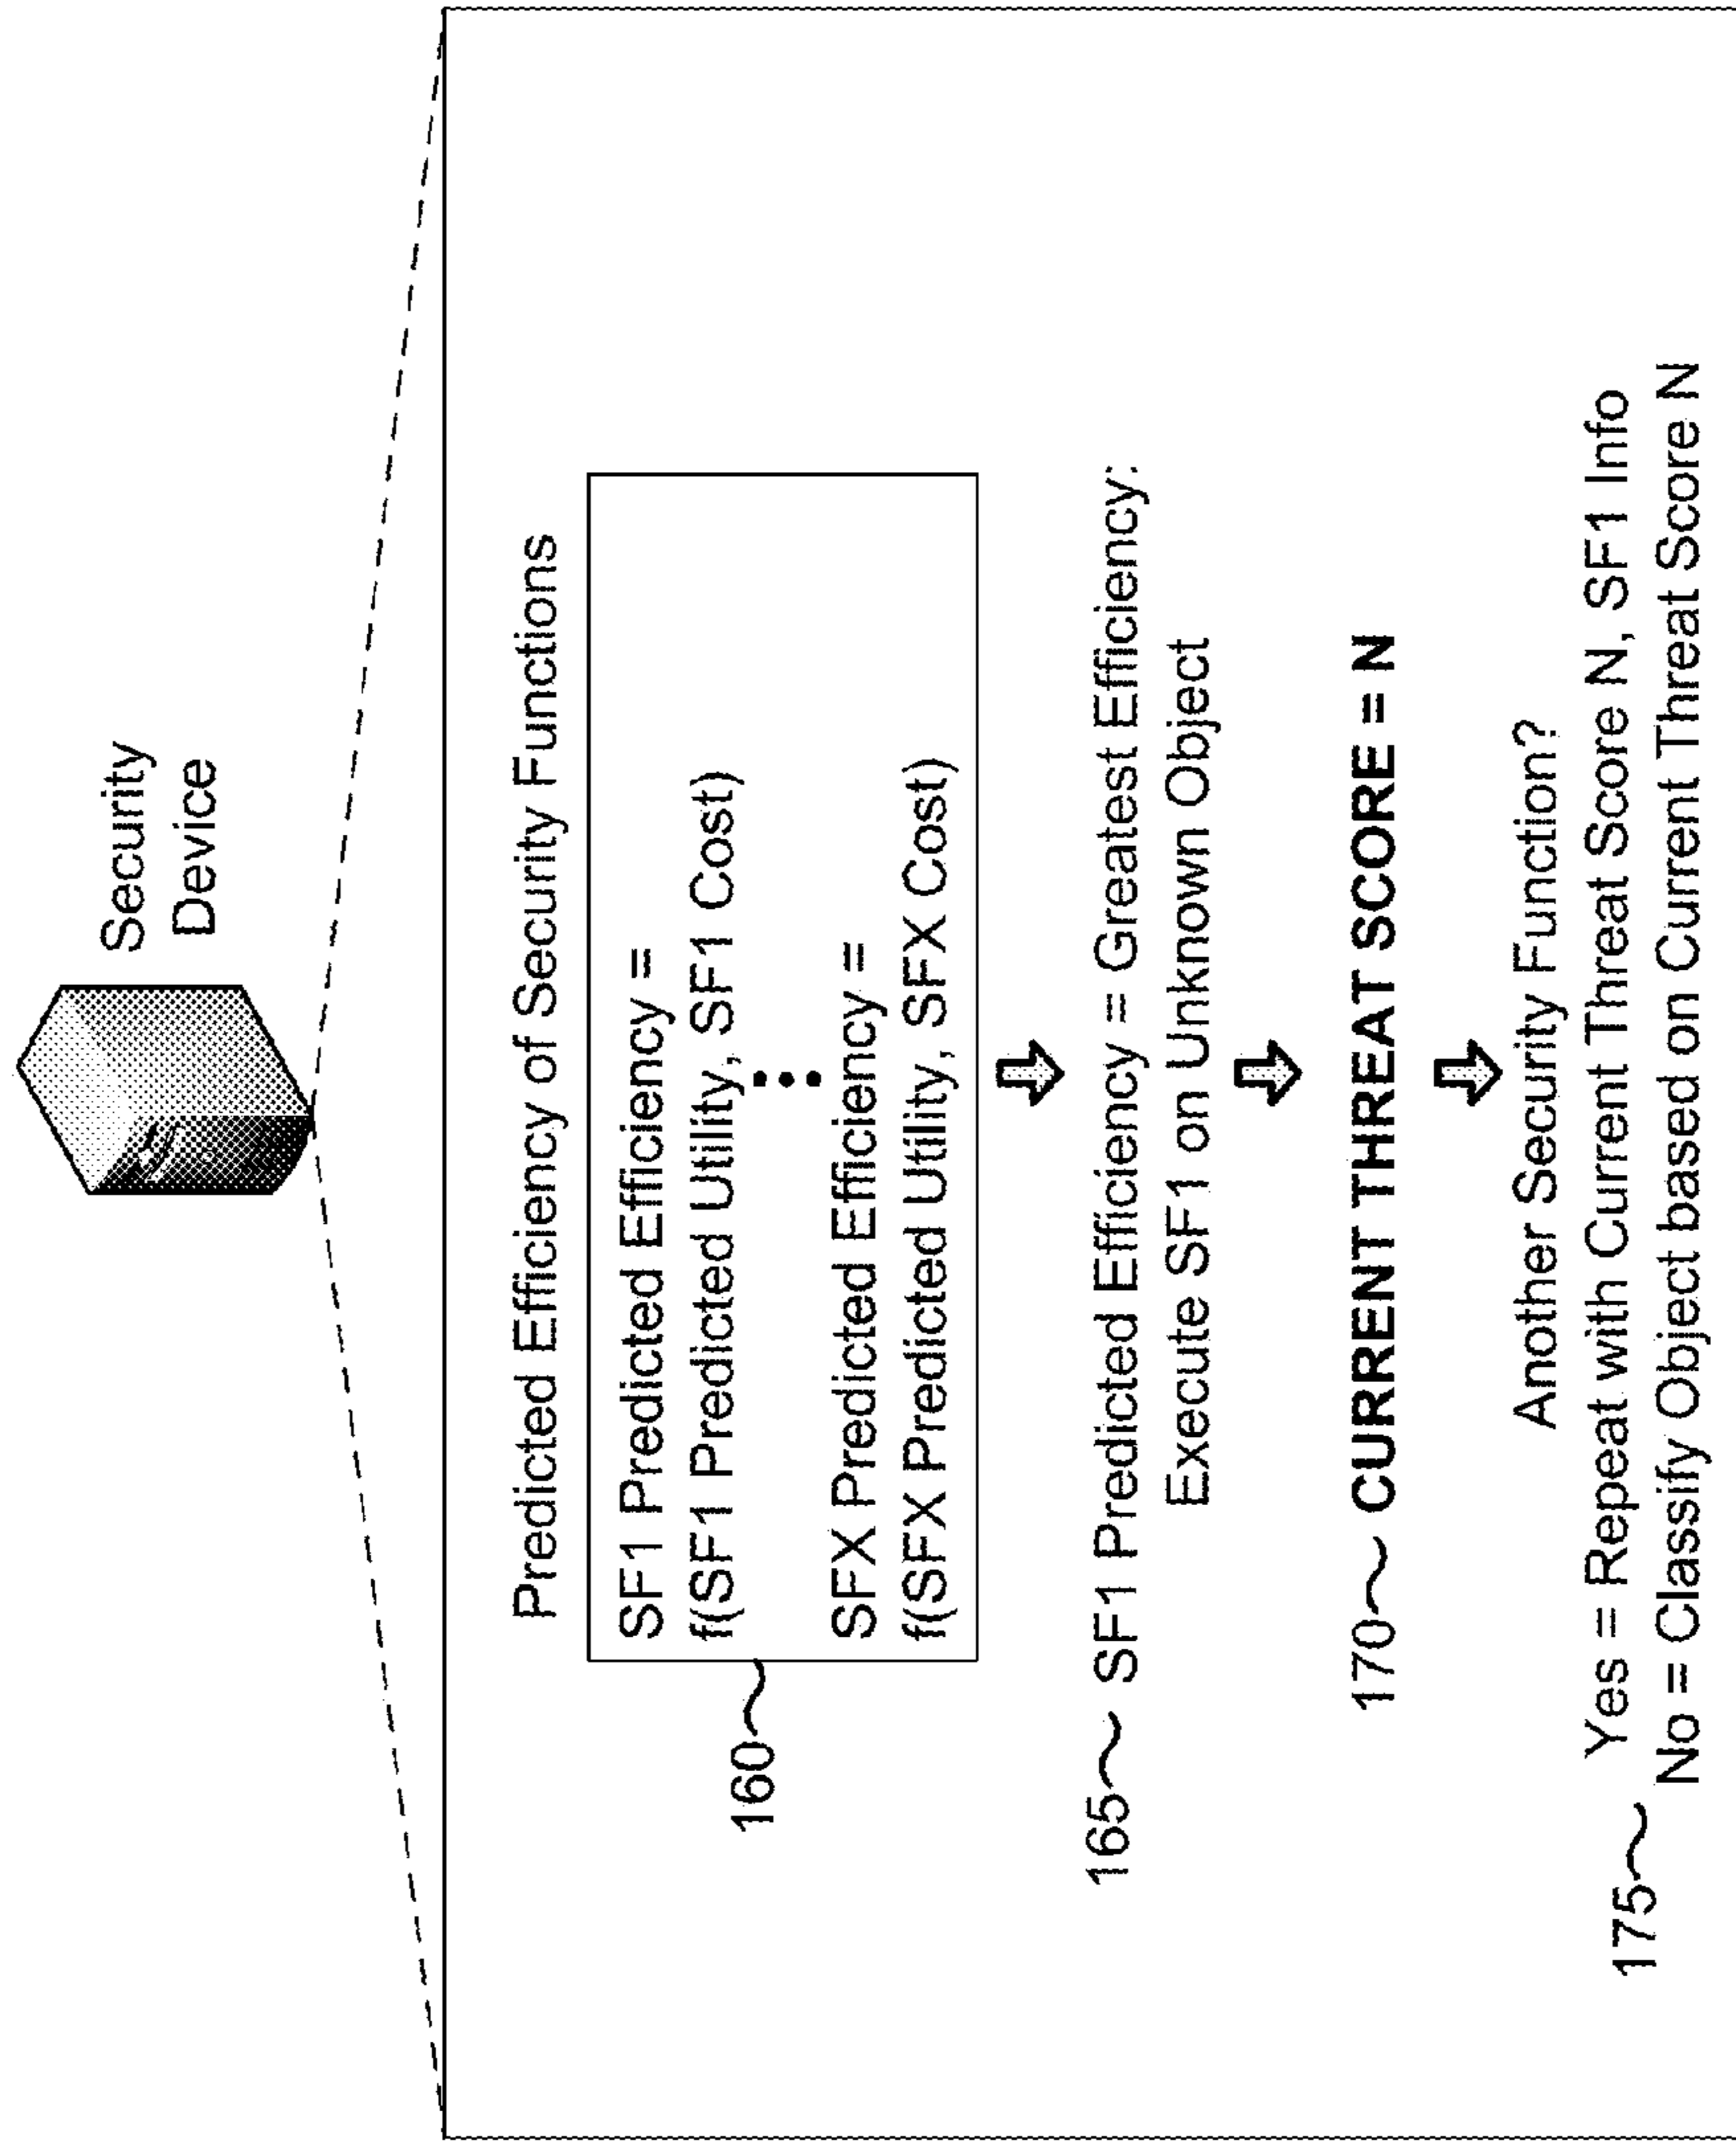 Security
Device
Predicted Efficiency of Security Functions
SF1 Predicted Efficiency =
f(SF1 Predicted Utility, SF1 Cost)
SFX Predicted Efficiency =
f(SFX Predicted Utility, SFX Cost)
160
165 SF1 Predicted Efficiency = Greatest Efficiency:
Execute SF1 on Unknown Object
170 CURRENT THREAT SCORE = N
Another Security Function?
Yes = Repeat with Current Threat Score N, SF1 Info
175
No = Classify Object based on Current Threat Score N